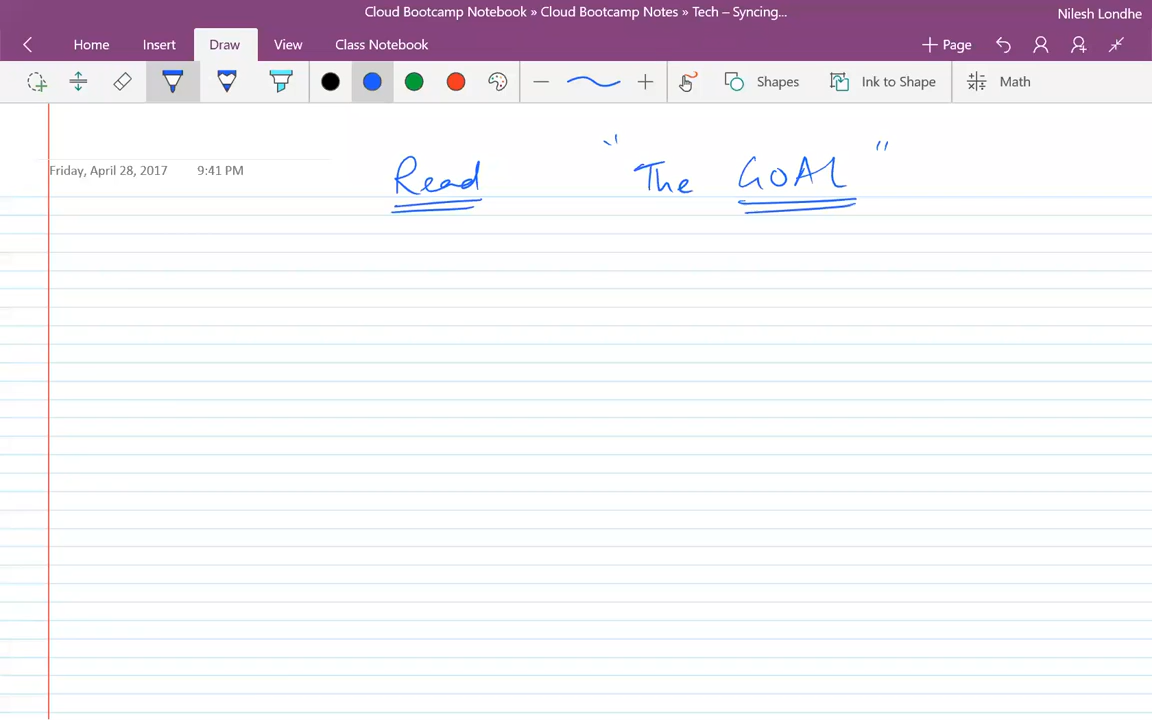 Cloud Bootcamp Notebook » Cloud Bootcamp Notes » Tech – Syncing...
Nilesh Londhe
Home Insert Draw View Class Notebook Page
Shapes Ink to Shape Math
Friday, April 28, 2017 9:41 PM
Read "The GOAL"